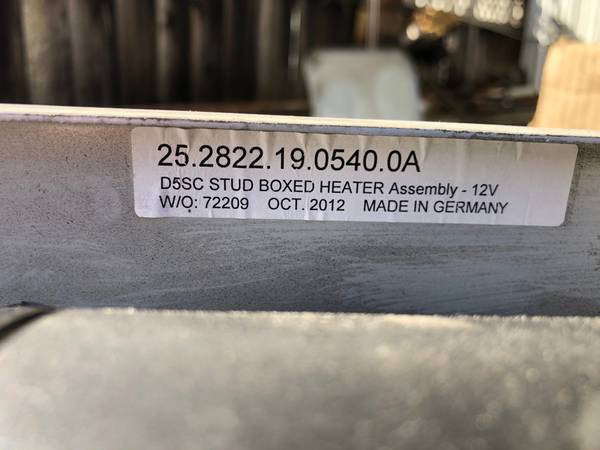 25.2822.19.0540.0A
D5SC STUD BOXED HEATER Assembly - 12V
W/O: 72209 OCT. 2012 MADE IN GERMANY